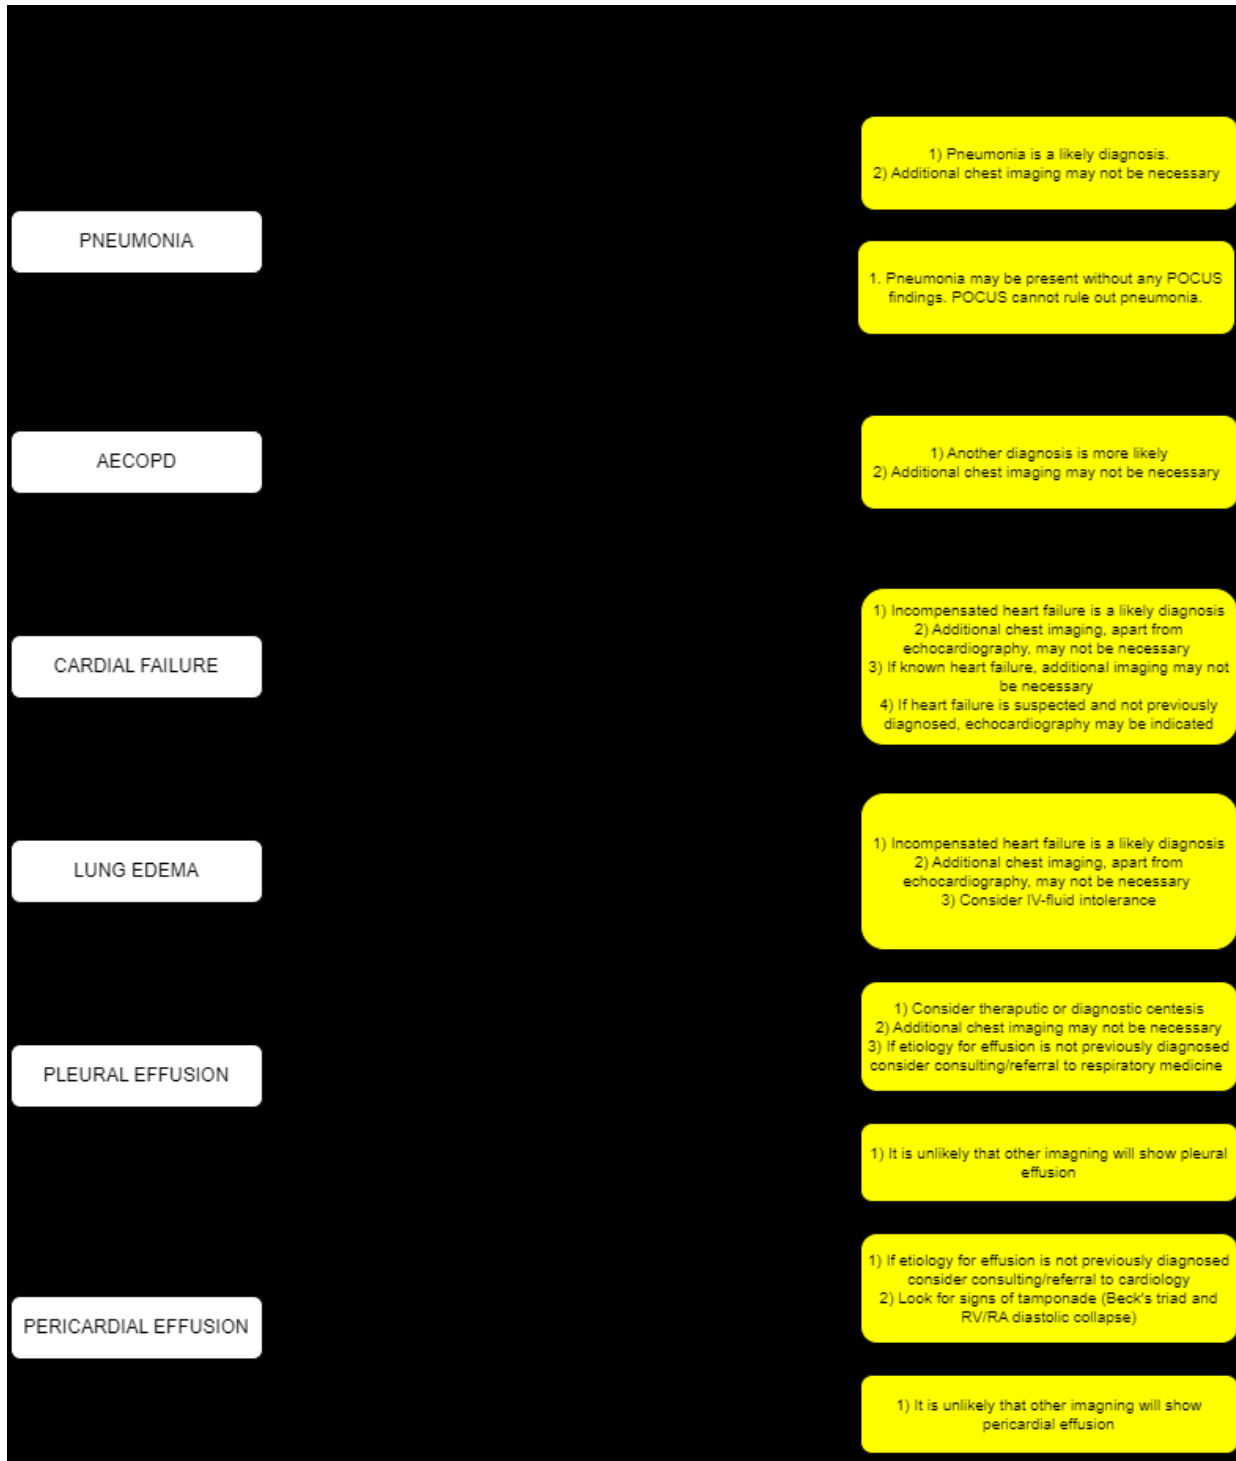 1) Pneumonia is a likely diagnosis.
2) Additional chest imaging may not be necessary
PNEUMONIA
1. Pneumonia may be present without any POCUS
findings. POCUS cannot rule out pneumonia.
AECOPD
1) Another diagnosis is more likely
2) Additional chest imaging may not be necessary
CARDIAL FAILURE
1) Incompensated heart failure is a likely diagnosis
2) Additional chest imaging, apart from
echocardiography, may not be necessary
3) If known heart failure, additional imaging may not
be necessary
4) If heart failure is suspected and not previously
diagnosed, echocardiography may be indicated
LUNG EDEMA
1) Incompensated heart failure is a likely diagnosis
2) Additional chest imaging, apart from
echocardiography, may not be necessary
3) Consider IV-fluid intolerance
PLEURAL EFFUSION
1) Consider theraputic or diagnostic centesis
2) Additional chest imaging may not be necessary
3) If etiology for effusion is not previously diagnosed
consider consulting/referral to respiratory medicine
1) It is unlikely that other imagning will show pleural
effusion
PERICARDIAL EFFUSION
1) If etiology for effusion is not previously diagnosed
consider consulting/referral to cardiology
2) Look for signs of tamponade (Beck's triad and
RV/RA diastolic collapse)
1) It is unlikely that other imagning will show
pericardial effusion